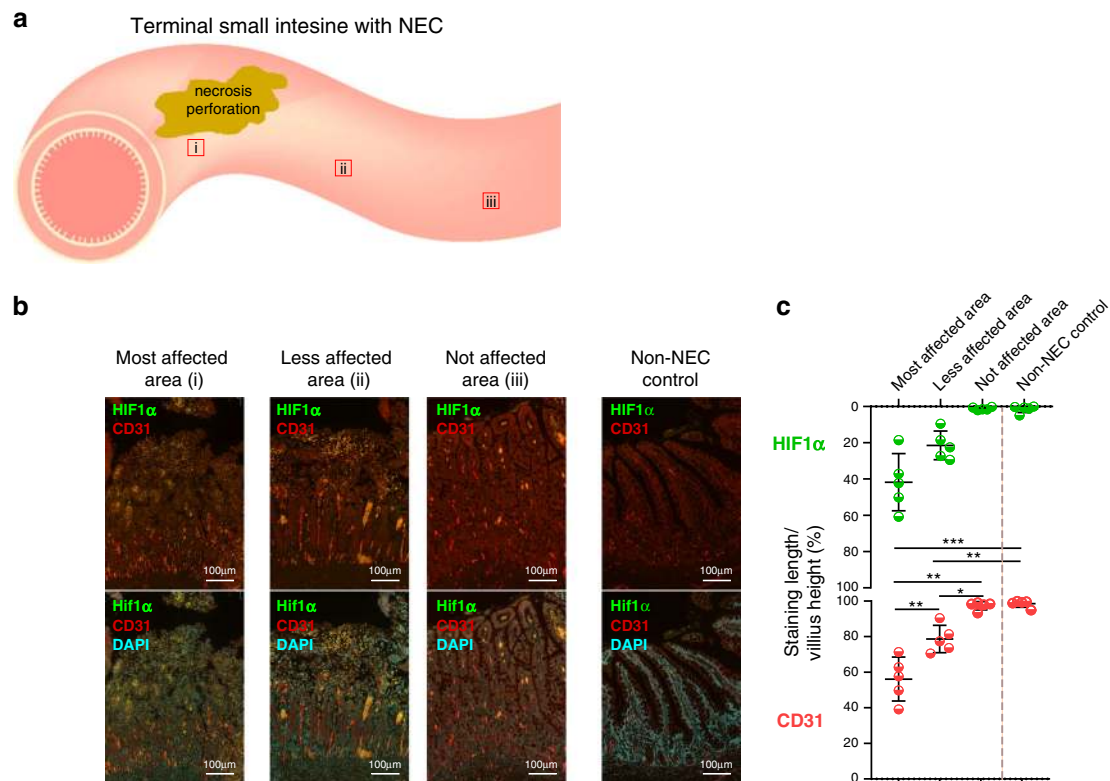 a
Terminal small intesine with NEC
necrosis
perforation
i
ii
iii
b
Most affected
area (i)
Less affected
area (ii)
Not affected
area (iii)
Non-NEC
control
HIF1α
CD31
100μm
HIF1α
CD31
100μm
HIF1α
CD31
100μm
HIF1α
CD31
100μm
Hif1α
CD31
DAPI
100μm
Hif1α
CD31
DAPI
100μm
Hif1α
CD31
DAPI
100μm
Hif1α
CD31
DAPI
100μm
c
Most affected area
Less affected area
Not affected area
Non-NEC control
HIF1α
CD31
Staining length/
villius height (%)
0
20
40
60
80
100
100
80
60
40
20
0
***
**
**
*
**